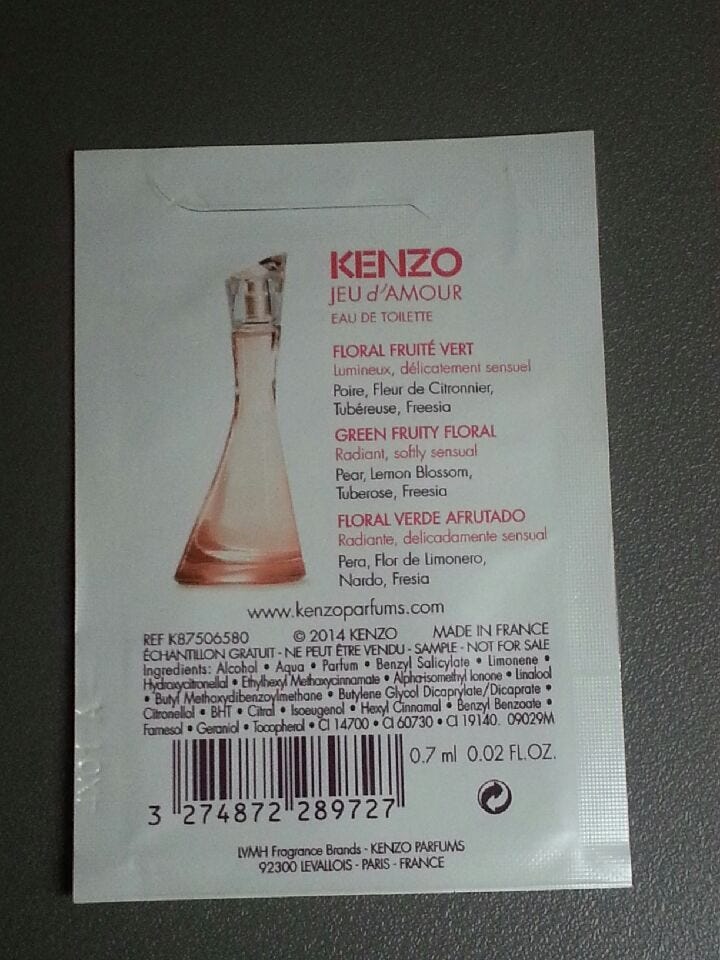 KENZO
JEU d'AMOUR
EAU DE TOILETTE
FLORAL FRUITÉ VERT
Lumineux, délicatement sensuel
Poire, Fleur de Citronnier,
Tubéreuse, Freesia
GREEN FRUITY FLORAL
Radiant, softly sensual
Pear, Lemon Blossom,
Tuberose, Freesia
FLORAL VERDE AFRUTADO
Radiante, delicadamente sensual
Pera, Flor de Limonero,
Nardo, Fresia
www.kenzoparfums.com
REF K87506580 © 2014 KENZO MADE IN FRANCE
ÉCHANTILLON GRATUIT - NE PEUT ÊTRE VENDU - SAMPLE - NOT FOR SALE
Ingredients: Alcohol • Aqua • Parfum • Benzyl Salicylate • Limonene •
Hydroxycitronellal • Ethylhexyl Methoxycinnamate • Alpha-isomethyl Ionone • Linalool
• Butyl Methoxydibenzoylmethane • Butylene Glycol Dicaprylate/Dicaprate •
Citronellol • BHT • Citral • Isoeugenol • Hexyl Cinnamal • Benzyl Benzoate •
Farnesol • Geraniol • Tocopherol • CI 14700 • CI 60730 • CI 19140. 09029M
0.7 ml 0.02 FL.OZ.
3 274872 289727
LVMH Fragrance Brands - KENZO PARFUMS
92300 LEVALLOIS - PARIS - FRANCE